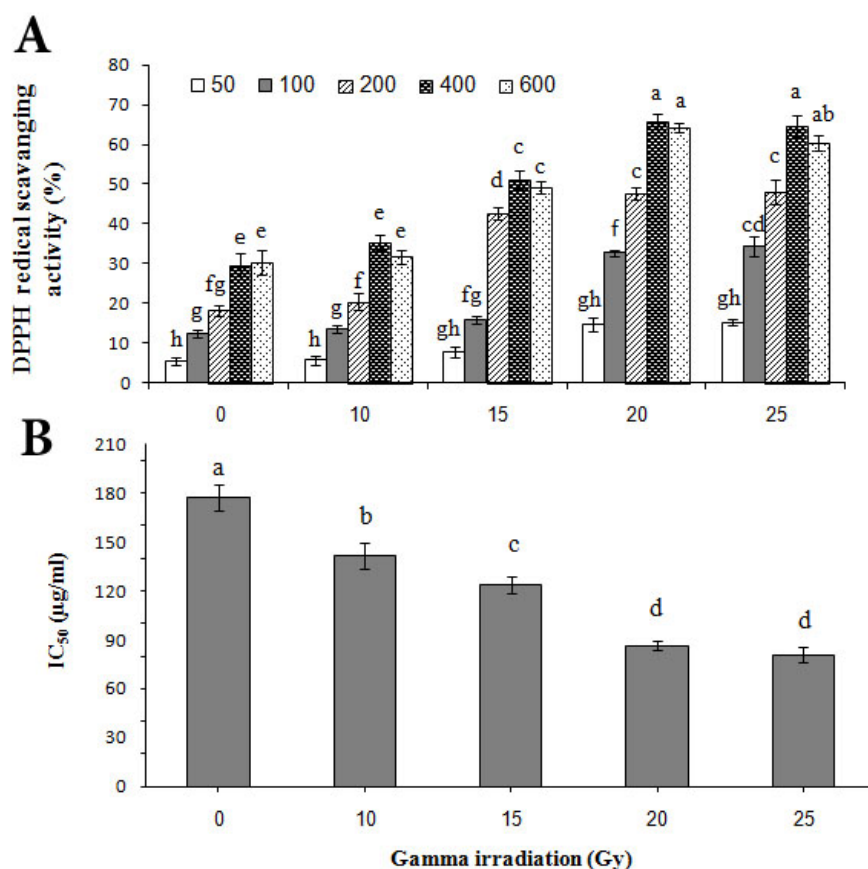 A
DPPH redical scavanging
activity (%)
80
70
60
50
40
30
20
10
0
50 100 200 400 600
h g fg e e
h g f e e
gh fg d c c
gh f c a a
gh cd c a ab
0 10 15 20 25
B
IC50 (µg/ml)
210
180
150
120
90
60
30
0
a b c d d
0 10 15 20 25
Gamma irradiation (Gy)